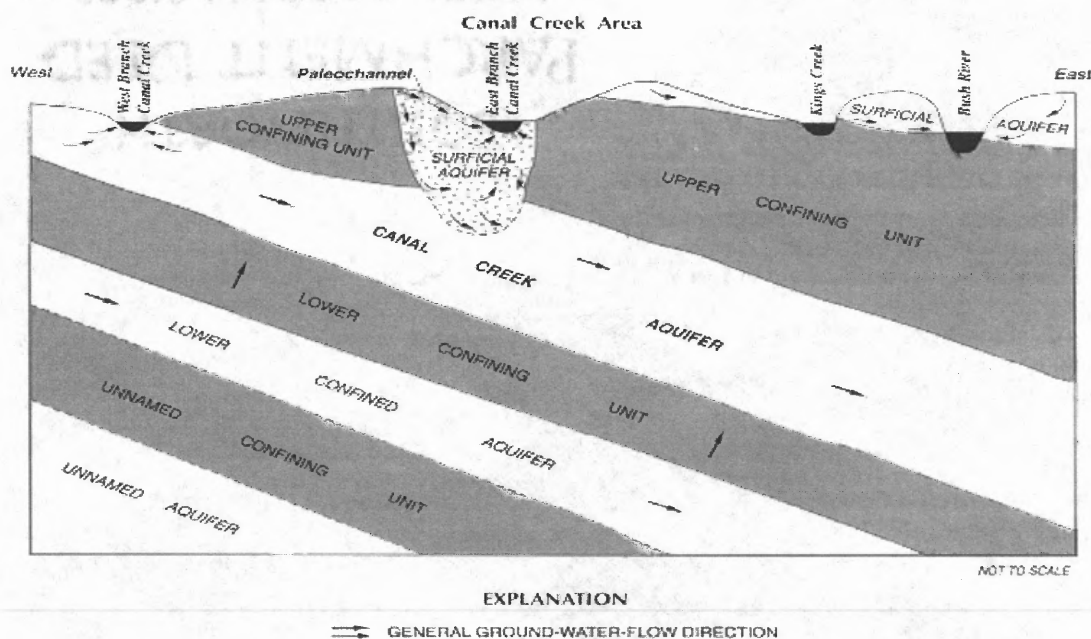 Canal Creek Area
West
West Branch
Canal Creek
Paleochannel
East Branch
Canal Creek
Kings Creek
Bush River
East
UPPER
CONFINING UNIT
SURFICIAL
AQUIFER
SURFICIAL
AQUIFER
UPPER
CONFINING
UNIT
CANAL
CREEK
AQUIFER
LOWER
CONFINING
UNIT
LOWER
CONFINED
AQUIFER
UNNAMED
CONFINING
UNIT
UNNAMED
AQUIFER
NOT TO SCALE
EXPLANATION
GENERAL GROUND-WATER-FLOW DIRECTION